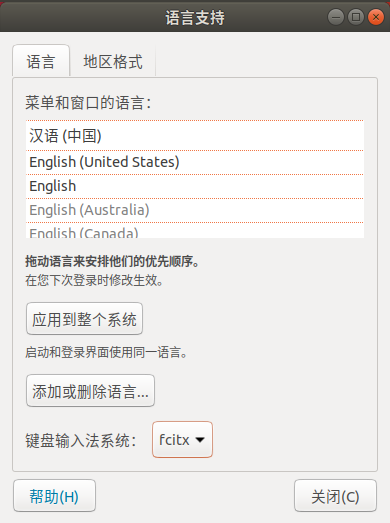 语言支持
语言
地区格式
菜单和窗口的语言：
汉语 (中国)
English (United States)
English
English (Australia)
English (Canada)
拖动语言来安排他们的优先顺序。
在您下次登录时修改生效。
应用到整个系统
启动和登录界面使用同一语言。
添加或删除语言...
键盘输入法系统： fcitx
帮助(H)
关闭(C)